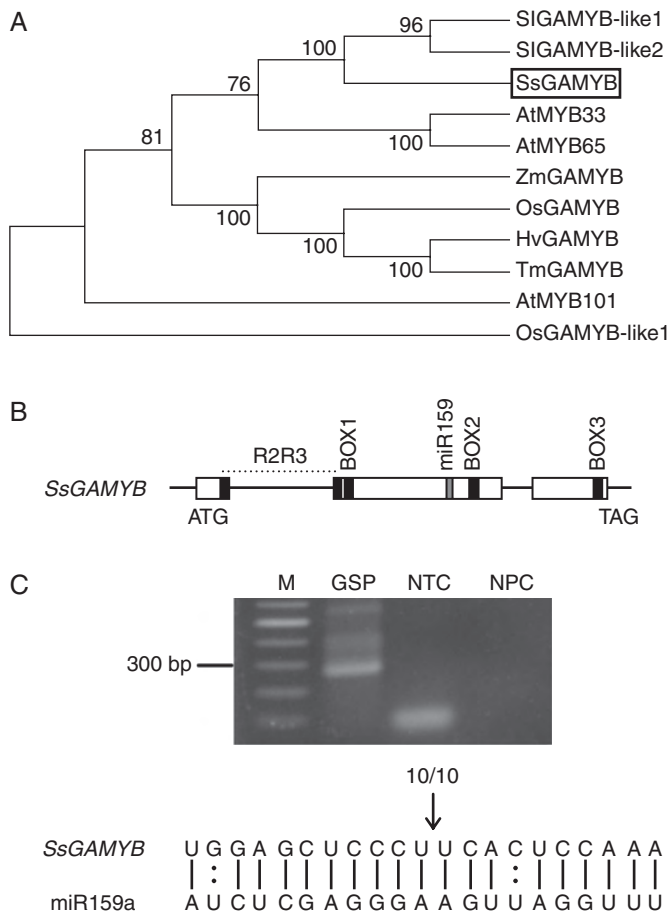 A
SlGAMYB-like1
96
SlGAMYB-like2
100
SsGAMYB
76
AtMYB33
100
AtMYB65
81
ZmGAMYB
100
OsGAMYB
100
HvGAMYB
100
TmGAMYB
AtMYB101
OsGAMYB-like1
B
R2R3
BOX1
miR159
BOX2
BOX3
SsGAMYB
ATG
TAG
C
M GSP NTC NPC
300 bp
10/10
SsGAMYB U G G A G C U C C C U U C A C U C C A A A
miR159a A U C U C G A G G G A A G U U A G G U U U